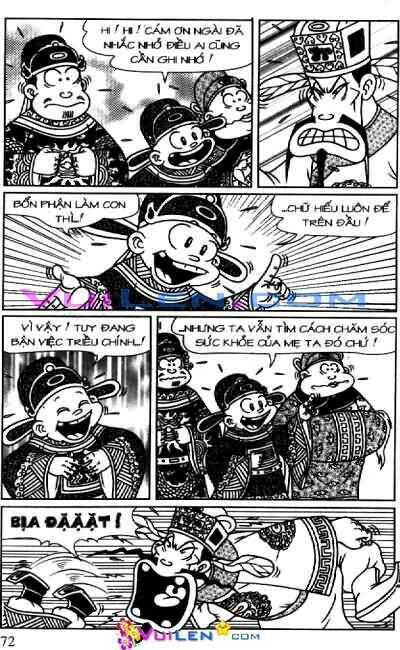 HI ! HI ! CÁM ƠN NGÀI ĐÃ
NHẮC NHỞ ĐIỀU AI CŨNG
CẦN GHI NHỚ !
BỔN PHẬN LÀM CON
THÌ...!
...CHỮ HIẾU LUÔN ĐỂ
TRÊN ĐẦU !
VUILEN.COM
VÌ VẬY ! TUY ĐANG
BẬN VIỆC TRIỀU CHÍNH...!
...NHƯNG TA VẪN TÌM CÁCH CHĂM SÓC
SỨC KHỎE CỦA MẸ TA ĐÓ CHỨ !
BỊA ĐẶẶẶT !
72
VUILEN.COM